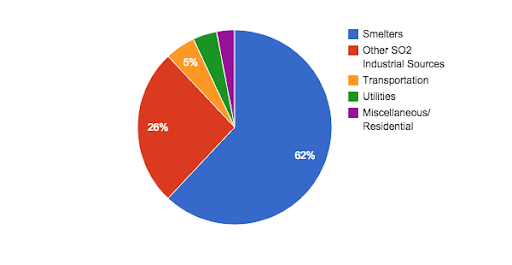 Smelters
Other SO2
Industrial Sources
Transportation
Utilities
Miscellaneous/
Residential
5%
26%
62%